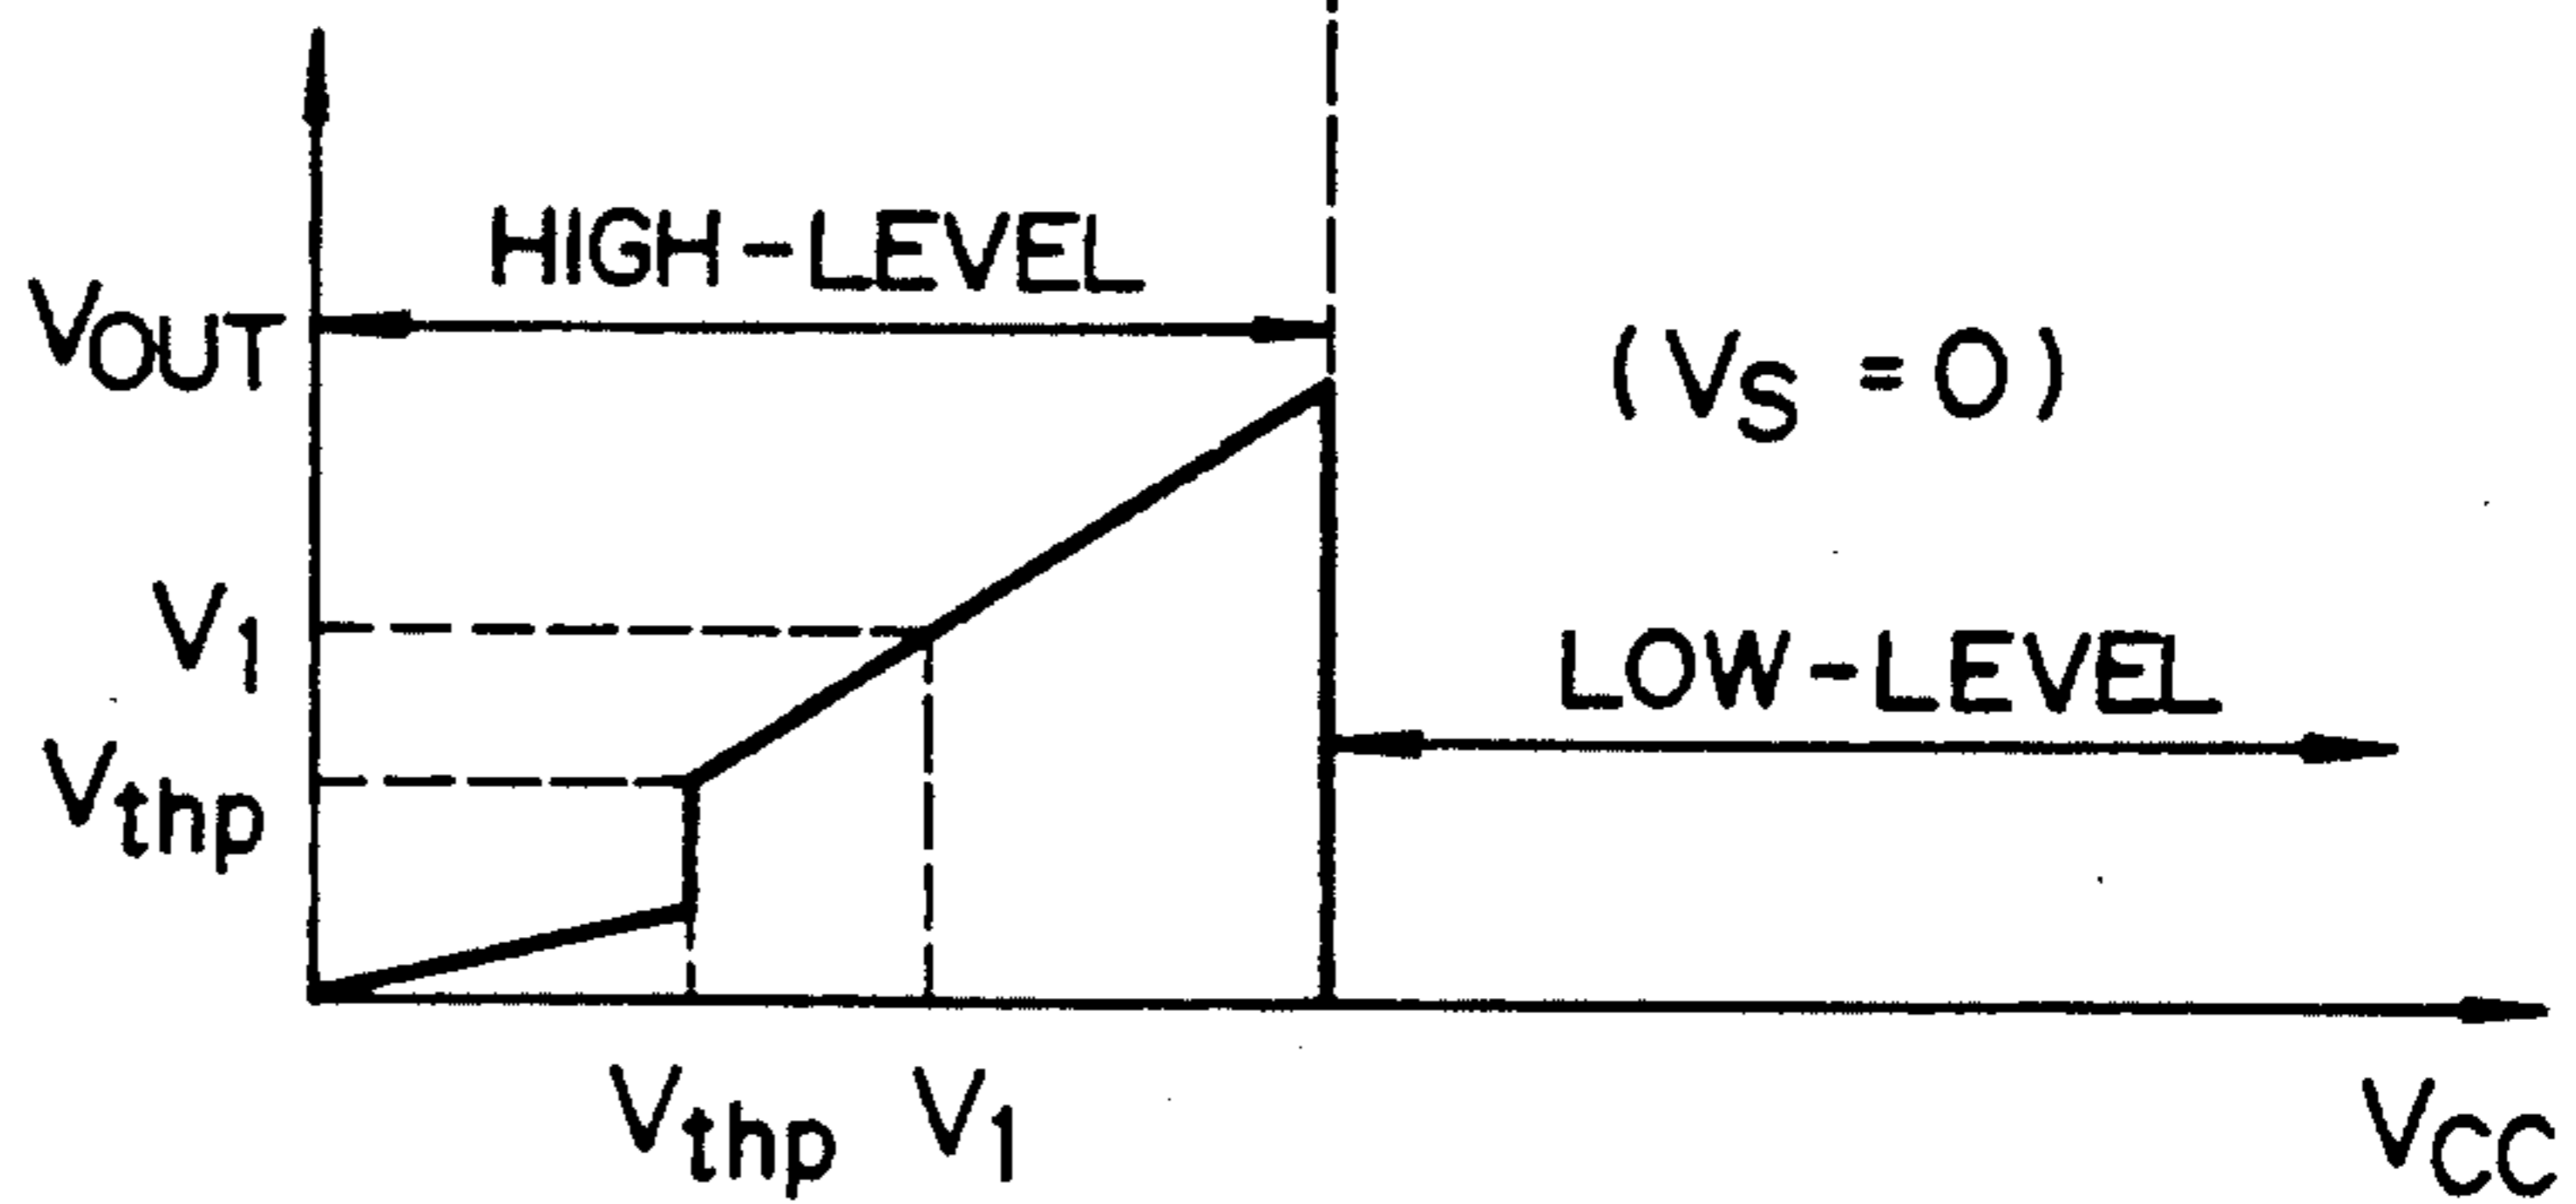 HIGH-LEVEL
VOUT
(VS = 0)
V1
LOW-LEVEL
Vthp
Vthp V1
VCC